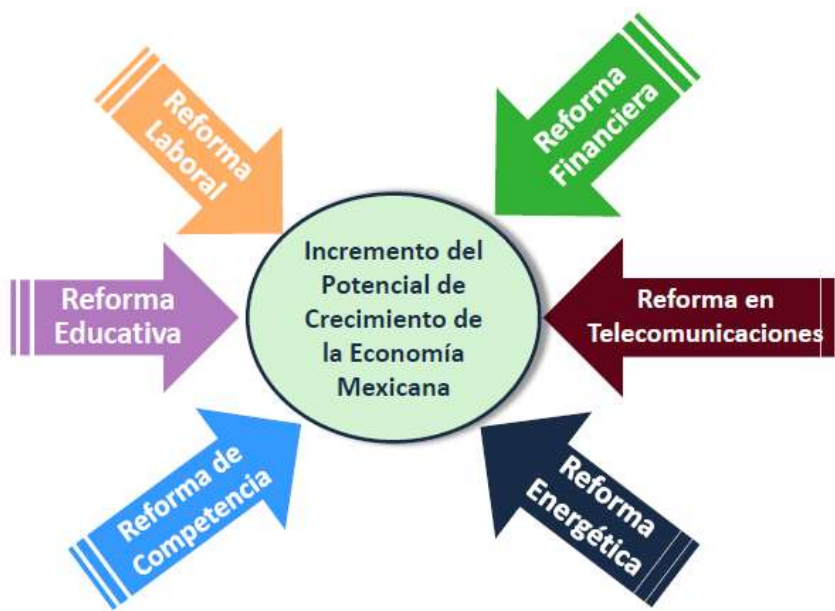 Reforma
Laboral
Reforma
Financiera
Reforma
Educativa
Incremento del
Potencial de
Crecimiento de
la Economía
Mexicana
Reforma en
Telecomunicaciones
Reforma de
Competencia
Reforma
Energética